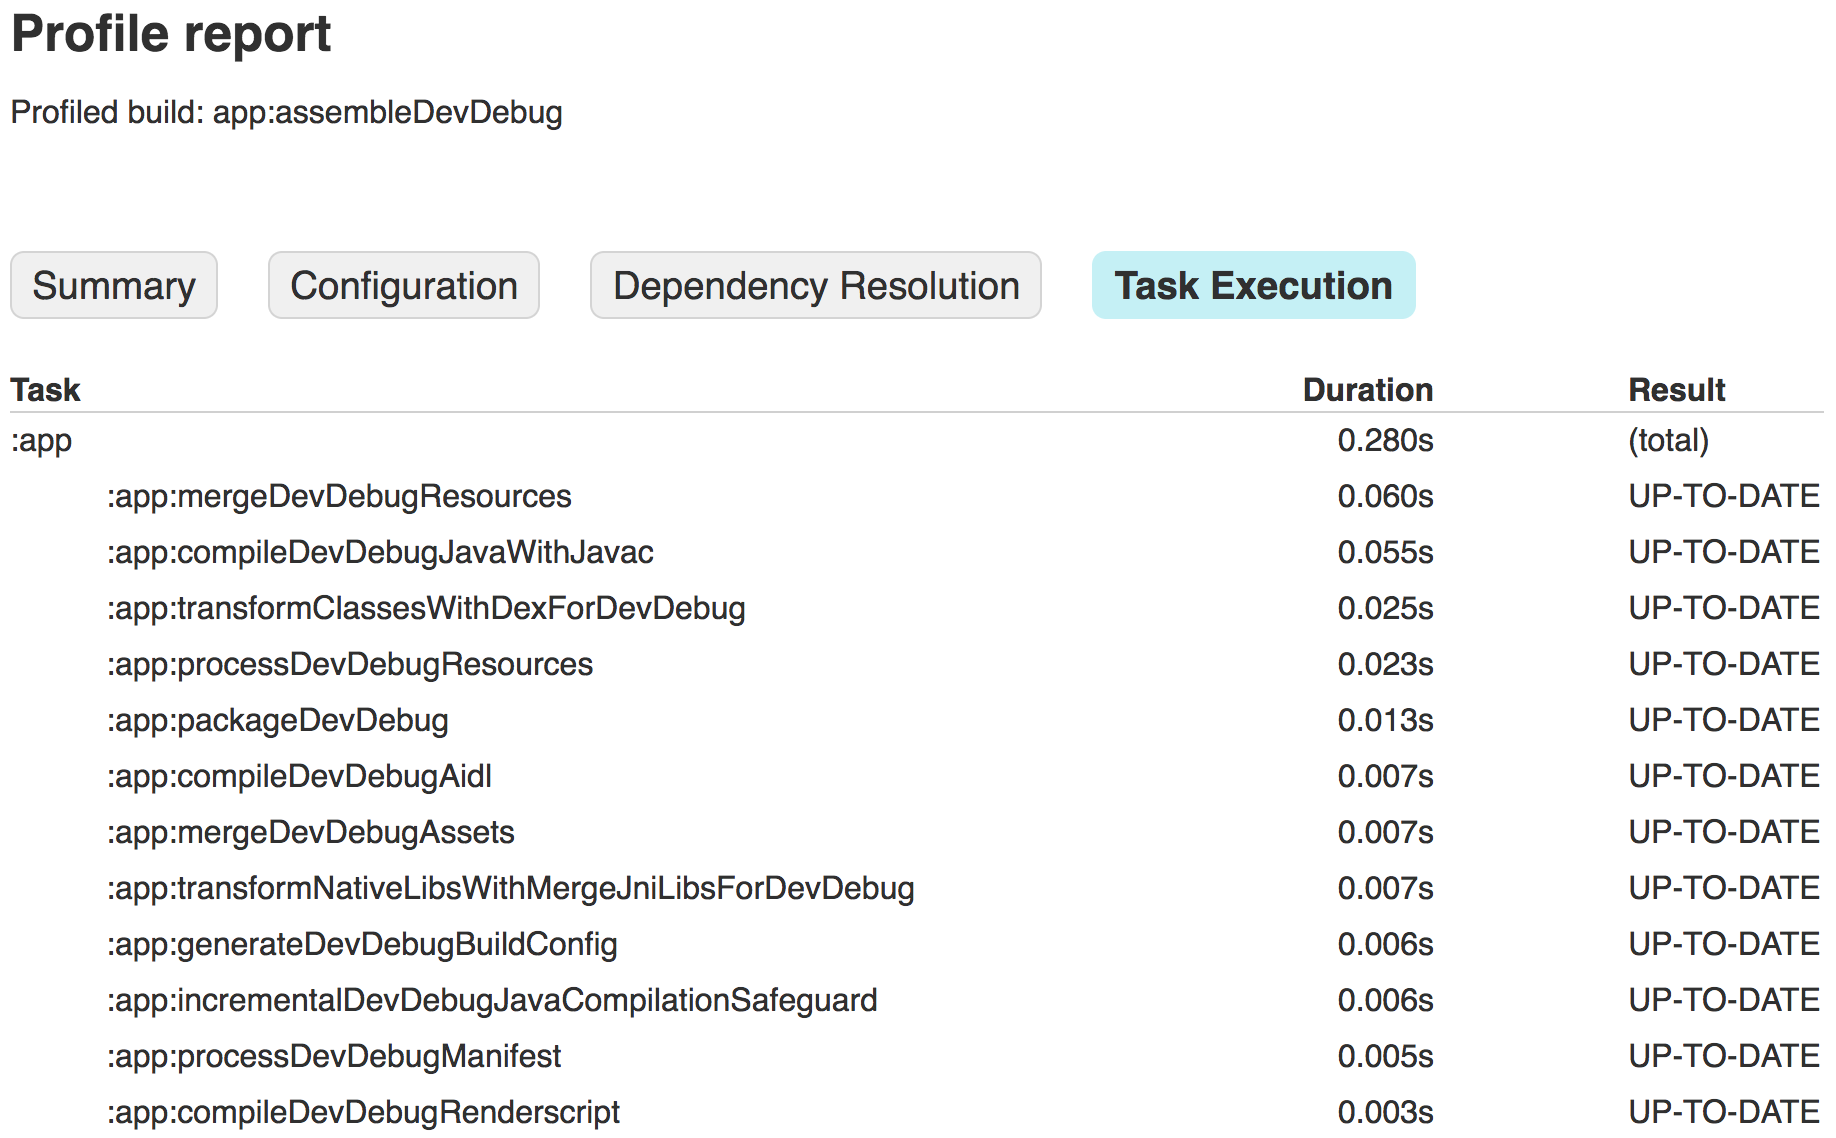 Profile report
Profiled build: app:assembleDevDebug
Summary Configuration Dependency Resolution Task Execution
Task Duration Result
:app 0.280s (total)
:app:mergeDevDebugResources 0.060s UP-TO-DATE
:app:compileDevDebugJavaWithJavac 0.055s UP-TO-DATE
:app:transformClassesWithDexForDevDebug 0.025s UP-TO-DATE
:app:processDevDebugResources 0.023s UP-TO-DATE
:app:packageDevDebug 0.013s UP-TO-DATE
:app:compileDevDebugAidl 0.007s UP-TO-DATE
:app:mergeDevDebugAssets 0.007s UP-TO-DATE
:app:transformNativeLibsWithMergeJniLibsForDevDebug 0.007s UP-TO-DATE
:app:generateDevDebugBuildConfig 0.006s UP-TO-DATE
:app:incrementalDevDebugJavaCompilationSafeguard 0.006s UP-TO-DATE
:app:processDevDebugManifest 0.005s UP-TO-DATE
:app:compileDevDebugRenderscript 0.003s UP-TO-DATE